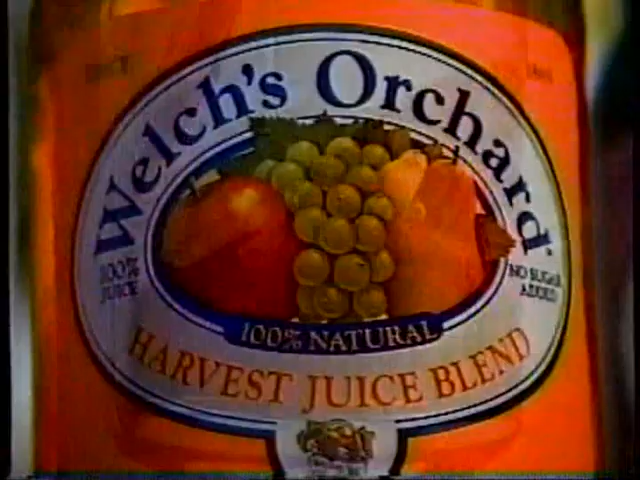 Welch's Orchard
100%
JUICE
NO SUGAR
ADDED
100% NATURAL
HARVEST JUICE BLEND